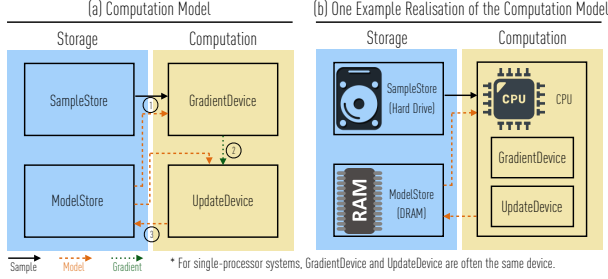 (a) Computation Model
Storage
Computation
SampleStore
GradientDevice
1
2
ModelStore
UpdateDevice
3
Sample
Model
Gradient
(b) One Example Realisation of the Computation Model
Storage
Computation
SampleStore
(Hard Drive)
CPU
CPU
GradientDevice
RAM
ModelStore
(DRAM)
UpdateDevice
* For single-processor systems, GradientDevice and UpdateDevice are often the same device.